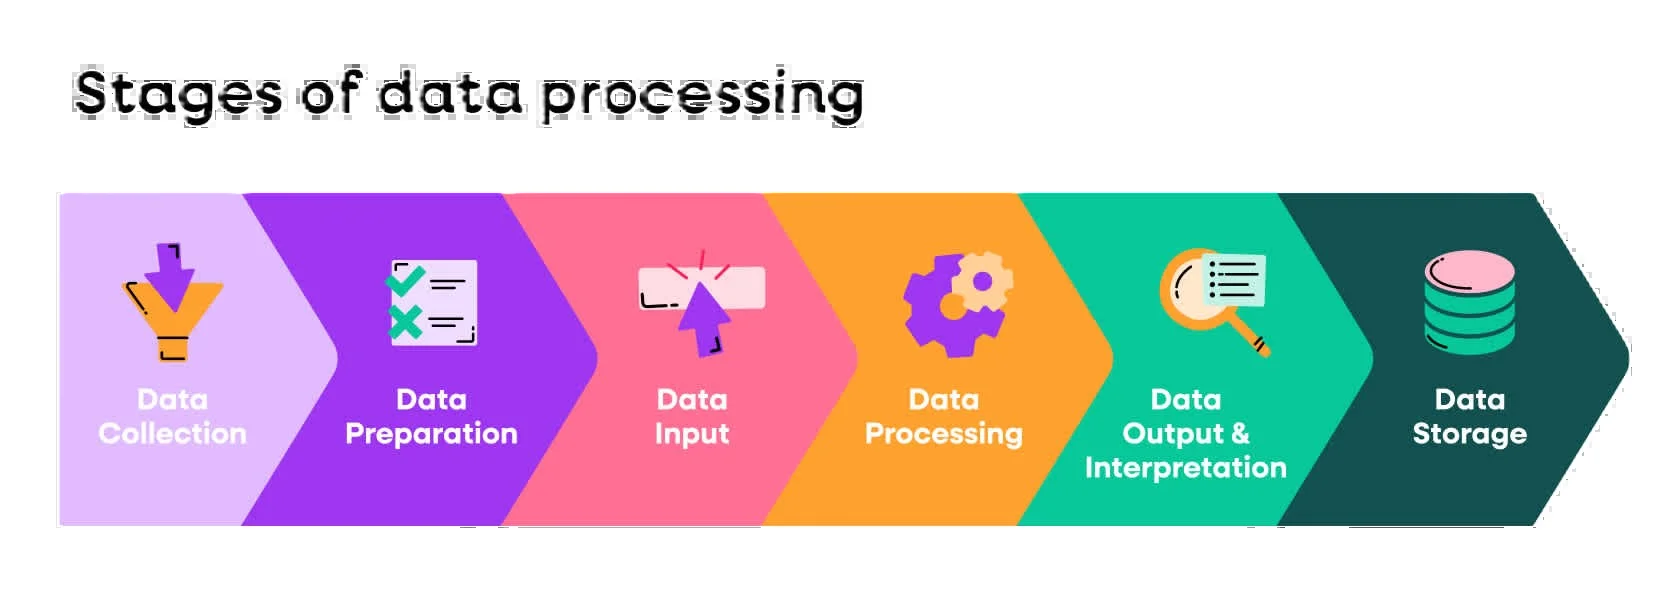 Stages of data processing
Data
Collection
Data
Preparation
Data
Input
Data
Processing
Data
Output &
Interpretation
Data
Storage